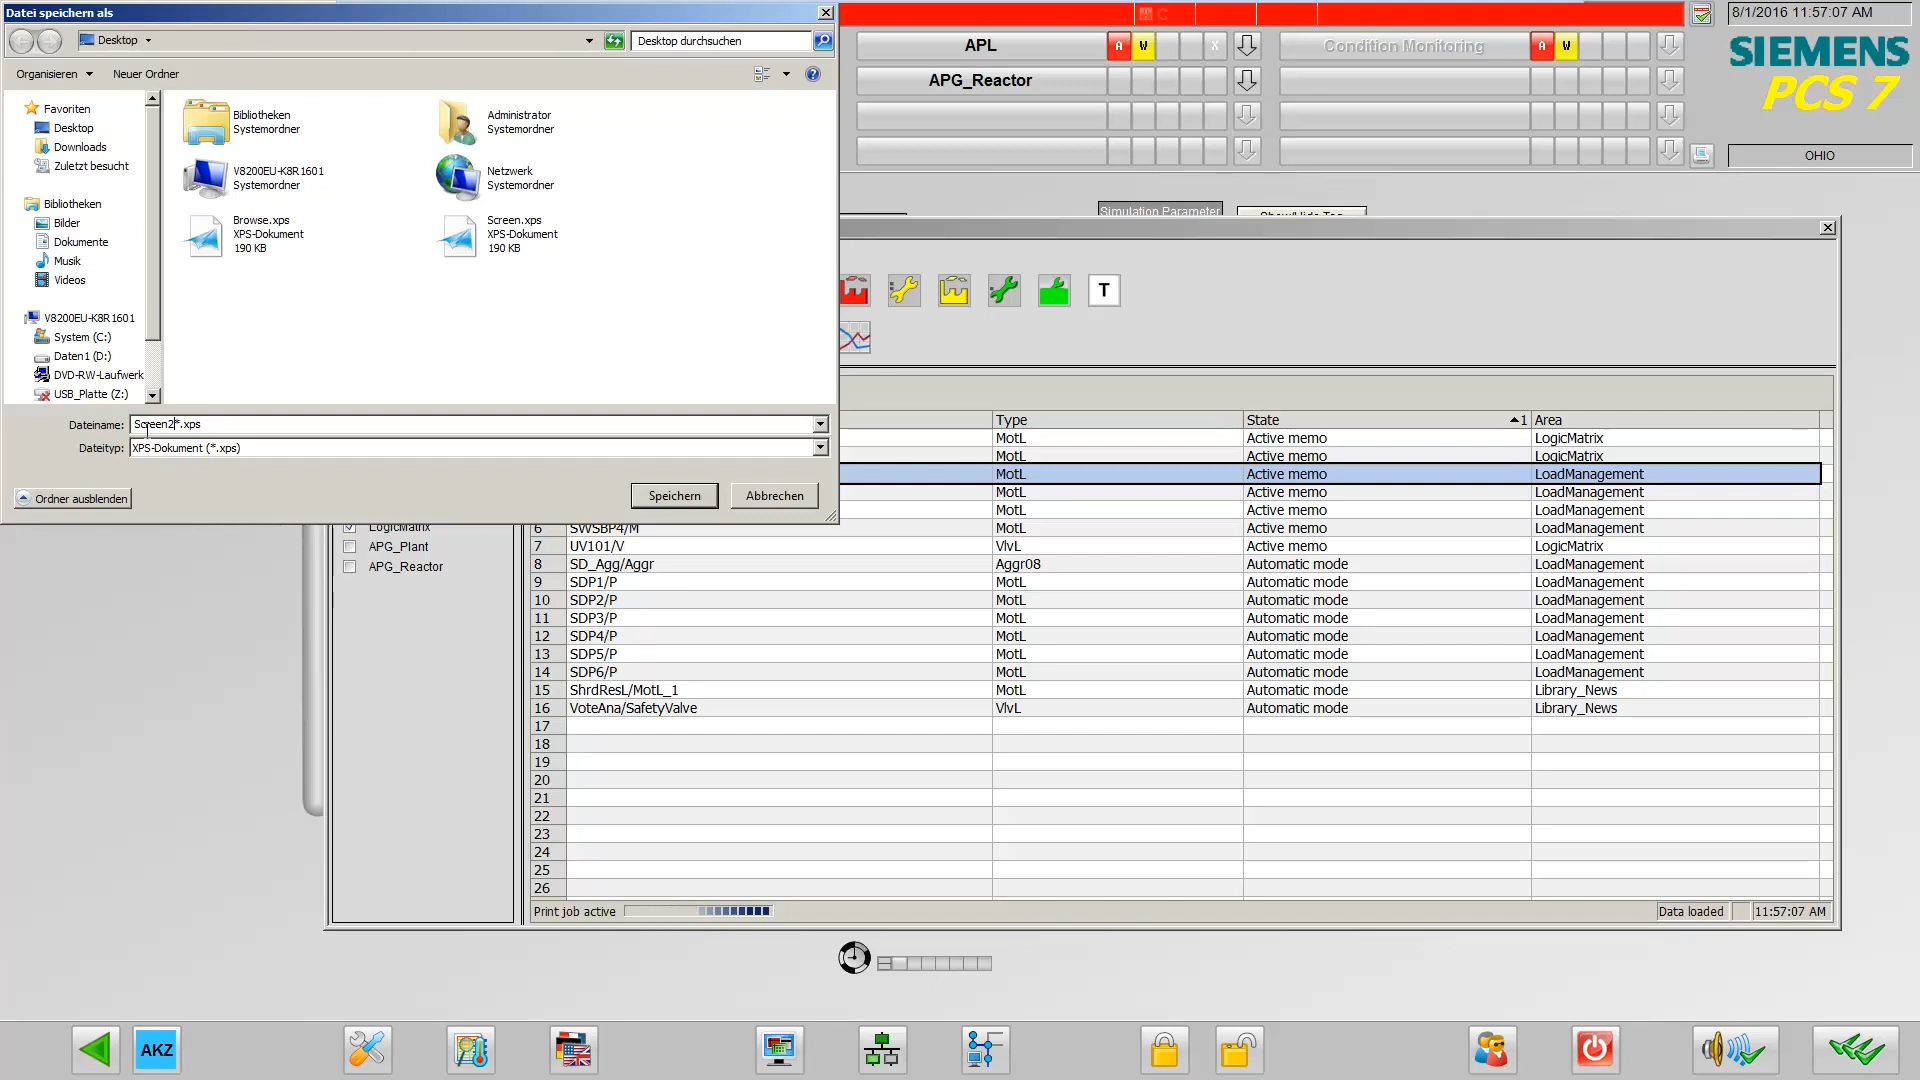 Datei speichern als
Desktop
Desktop durchsuchen
Organisieren
Neuer Ordner
Favoriten
Desktop
Downloads
Zuletzt besucht
Bibliotheken
Bilder
Dokumente
Musik
Videos
V8200EU-K8R1601
System (C:)
Daten1 (D:)
DVD-RW-Laufwerk
USB_Platte (Z:)
Bibliotheken
Systemordner
Administrator
Systemordner
V8200EU-K8R1601
Systemordner
Netzwerk
Systemordner
Browse.xps
XPS-Dokument
190 KB
Screen.xps
XPS-Dokument
190 KB
Dateiname:
Screen2*.xps
Dateityp:
XPS-Dokument (*.xps)
Ordner ausblenden
Speichern
Abbrechen
8/1/2016 11:57:07 AM
APL
A
W
X
Condition Monitoring
A
W
APG_Reactor
SIEMENS
PCS 7
OHIO
Simulation Parameter
T
Type
State
1
Area
MotL
Active memo
LogicMatrix
MotL
Active memo
LogicMatrix
MotL
Active memo
LoadManagement
MotL
Active memo
LoadManagement
MotL
Active memo
LoadManagement
LogicMatrix
APG_Plant
APG_Reactor
6 SWSBP4/M MotL Active memo LoadManagement
7 UV101/V VlvL Active memo LogicMatrix
8 SD_Agg/Aggr Aggr08 Automatic mode LoadManagement
9 SDP1/P MotL Automatic mode LoadManagement
10 SDP2/P MotL Automatic mode LoadManagement
11 SDP3/P MotL Automatic mode LoadManagement
12 SDP4/P MotL Automatic mode LoadManagement
13 SDP5/P MotL Automatic mode LoadManagement
14 SDP6/P MotL Automatic mode LoadManagement
15 ShrdResL/MotL_1 MotL Automatic mode Library_News
16 VoteAna/SafetyValve VlvL Automatic mode Library_News
17
18
19
20
21
22
23
24
25
26
Print job active
Data loaded
11:57:07 AM
AKZ